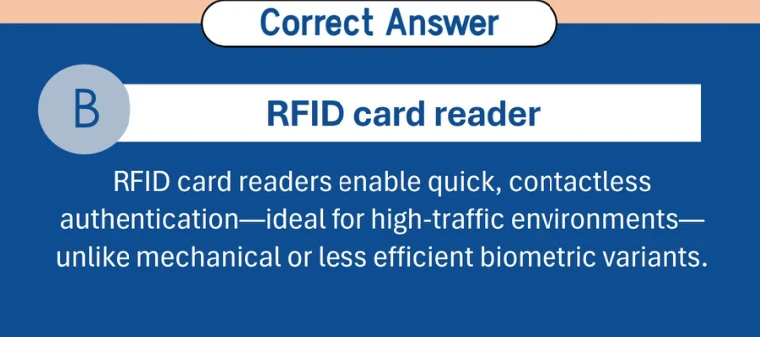 Correct Answer
B
RFID card reader
RFID card readers enable quick, contactless
authentication—ideal for high-traffic environments—
unlike mechanical or less efficient biometric variants.